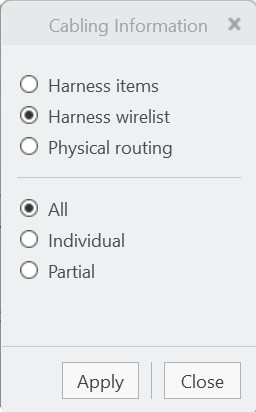 Cabling Information
Harness items
Harness wirelist
Physical routing
All
Individual
Partial
Apply
Close